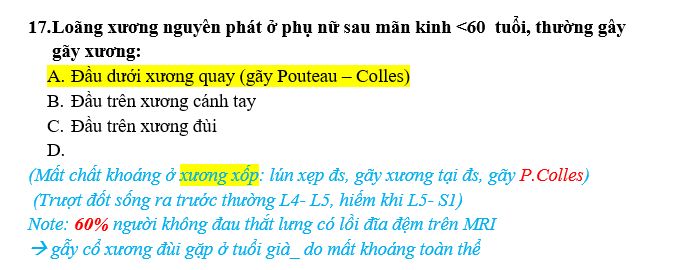 17.Loãng xương nguyên phát ở phụ nữ sau mãn kinh <60 tuổi, thường gây
gãy xương:
A. Đầu dưới xương quay (gãy Pouteau – Colles)
B. Đầu trên xương cánh tay
C. Đầu trên xương đùi
D.
(Mất chất khoáng ở xương xốp: lún xẹp đs, gãy xương tại đs, gãy P.Colles)
(Trượt đốt sống ra trước thường L4- L5, hiếm khi L5- S1)
Note: 60% người không đau thắt lưng có lồi đĩa đệm trên MRI
→ gẫy cổ xương đùi gặp ở tuổi già_ do mất khoáng toàn thể